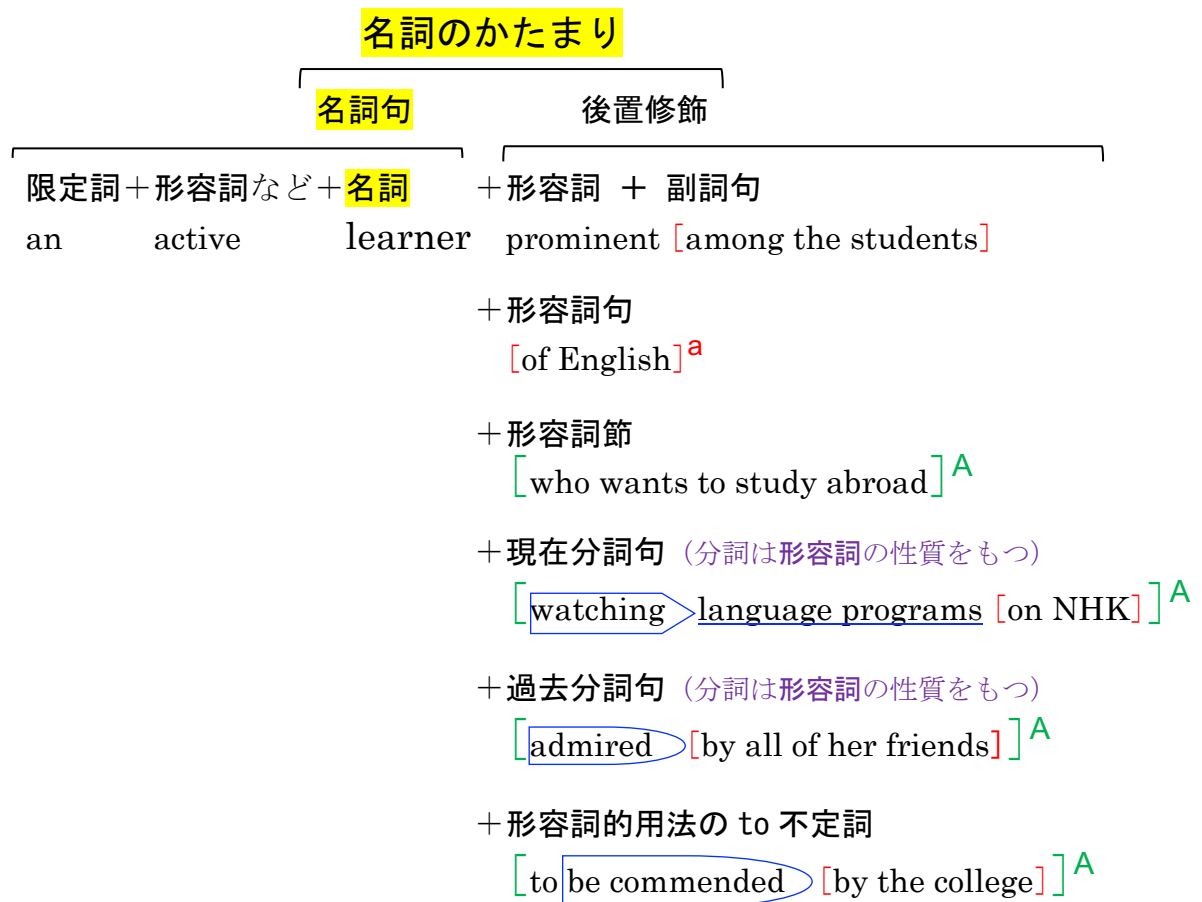 名詞のかたまり
名詞句 後置修飾
限定詞＋形容詞など＋名詞 ＋形容詞 ＋ 副詞句
an active learner prominent [among the students]
＋形容詞句
[of English]a
＋形容詞節
[who wants to study abroad]A
＋現在分詞句（分詞は形容詞の性質をもつ）
[watching language programs [on NHK]]A
＋過去分詞句（分詞は形容詞の性質をもつ）
[admired [by all of her friends]]A
＋形容詞的用法の to 不定詞
[to be commended [by the college]]A